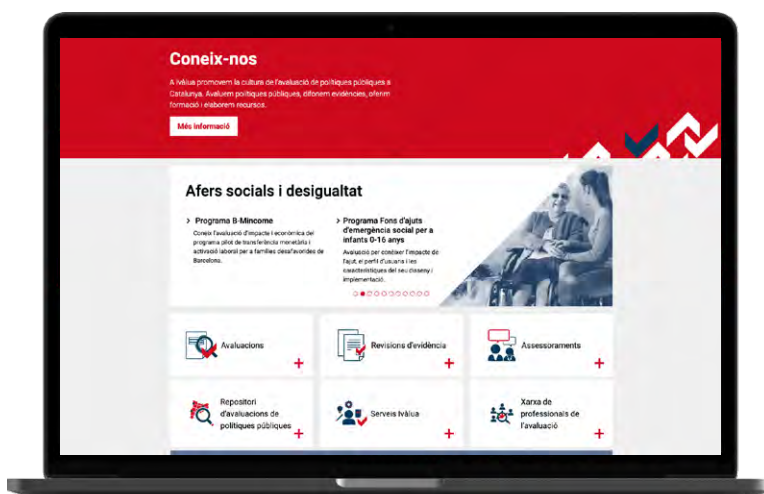 Coneix-nos
A Ivàlua promovem la cultura de l'avaluació de polítiques públiques a
Catalunya. Avaluem polítiques públiques, difonem evidències, oferim
formació i elaborem recursos.
Més informació
Afers socials i desigualtat
> Programa B-Mincome
Coneix l'avaluació d'impacte i econòmica del
programa pilot de transferència monetària i
activació laboral per a famílies desafavorides de
Barcelona.
> Programa Fons d'ajuts
d'emergència social per a
infants 0-16 anys
Avaluació per conèixer l'impacte de
l'ajut, el perfil d'usuaria i les
característiques del seu disseny i
implementació.
Avaluacions
Revisions d'evidència
Assessoraments
Repositori
d'avaluacions de
polítiques públiques
Serveis Ivàlua
Xarxa de
professionals de
l'avaluació